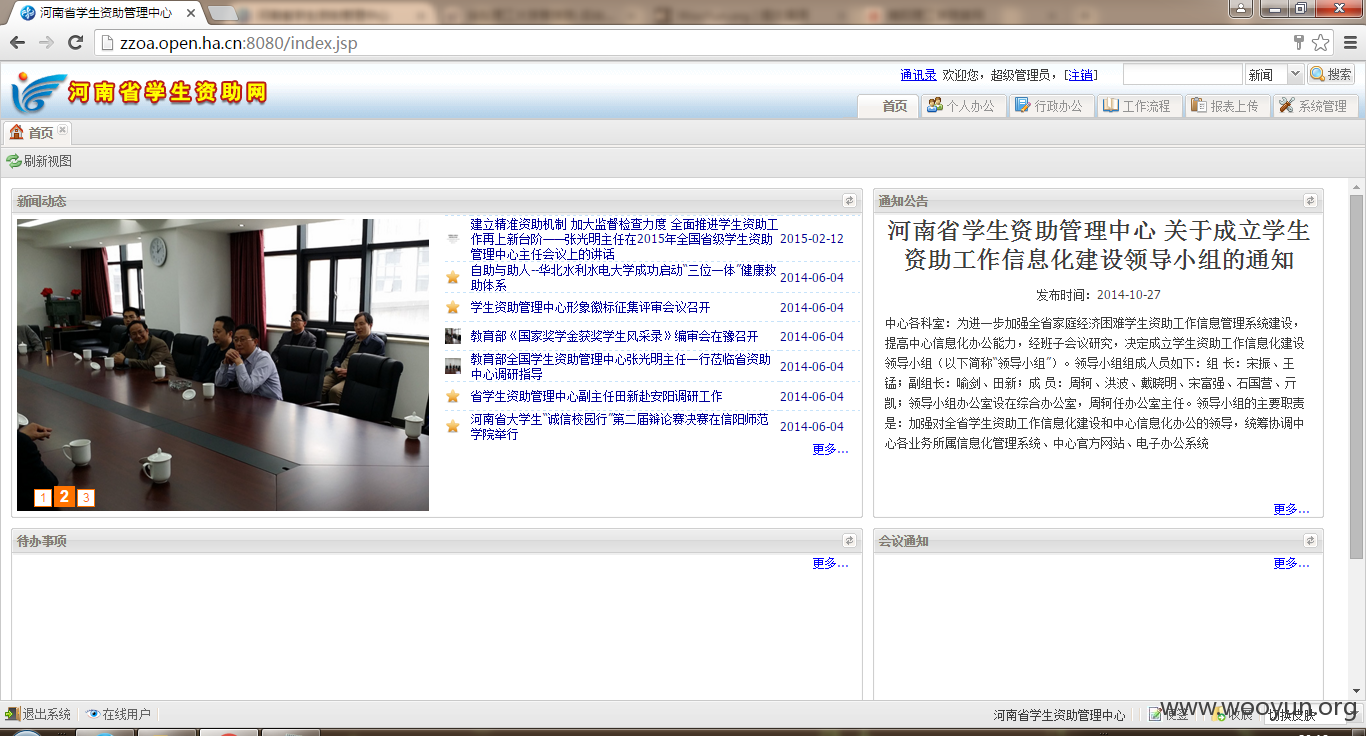 河南省学生资助管理中心
zzoa.open.ha.cn:8080/index.jsp
河南省学生资助网
通讯录 欢迎您，超级管理员，[注销]
新闻
搜索
首页
个人办公
行政办公
工作流程
报表上传
系统管理
首页
刷新视图
新闻动态
建立精准资助机制 加大监督检查力度 全面推进学生资助工
作再上新台阶——张光明主任在2015年全国省级学生资助
管理中心主任会议上的讲话
2015-02-12
自助与助人--华北水利水电大学成功启动"三位一体"健康救
助体系
2014-06-04
学生资助管理中心形象徽标征集评审会议召开
2014-06-04
教育部《国家奖学金获奖学生风采录》编审会在豫召开
2014-06-04
教育部全国学生资助管理中心张光明主任一行莅临省资助
中心调研指导
2014-06-04
省学生资助管理中心副主任田新赴安阳调研工作
2014-06-04
河南省大学生"诚信校园行"第二届辩论赛决赛在信阳师范
学院举行
2014-06-04
更多...
1
2
3
通知公告
河南省学生资助管理中心 关于成立学生
资助工作信息化建设领导小组的通知
发布时间：2014-10-27
中心各科室：为进一步加强全省家庭经济困难学生资助工作信息管理系统建设，
提高中心信息化办公能力，经班子会议研究，决定成立学生资助工作信息化建设
领导小组（以下简称"领导小组"）。领导小组组成人员如下：组 长：宋振、王
锰；副组长：喻剑、田新；成 员：周轲、洪波、戴晓明、宋富强、石国营、亓
凯；领导小组办公室设在综合办公室，周轲任办公室主任。领导小组的主要职责
是：加强对全省学生资助工作信息化建设和中心信息化办公的领导，统筹协调中
心各业务所属信息化管理系统、中心官方网站、电子办公系统
更多...
待办事项
更多...
会议通知
更多...
退出系统
在线用户
河南省学生资助管理中心
便签
收展
切换皮肤
www.wooyun.org